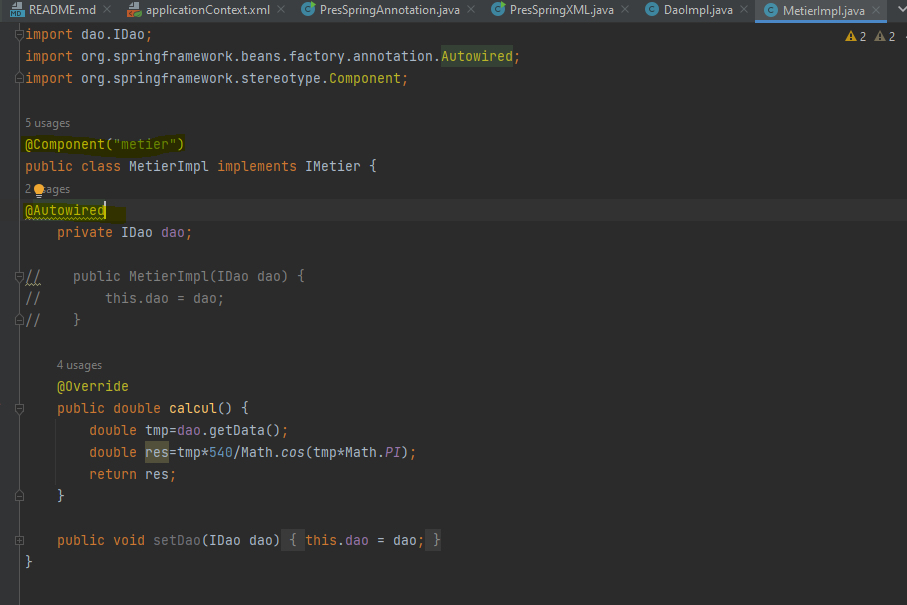 README.md applicationContext.xml PresSpringAnnotation.java PresSpringXML.java DaoImpl.java MetierImpl.java
import dao.IDao;
2 2
import org.springframework.beans.factory.annotation.Autowired;
import org.springframework.stereotype.Component;
5 usages
@Component("metier")
public class MetierImpl implements IMetier {
2 usages
@Autowired
private IDao dao;
// public MetierImpl(IDao dao) {
// this.dao = dao;
// }
4 usages
@Override
public double calcul() {
double tmp=dao.getData();
double res=tmp*540/Math.cos(tmp*Math.PI);
return res;
}
public void setDao(IDao dao) { this.dao = dao; }
}